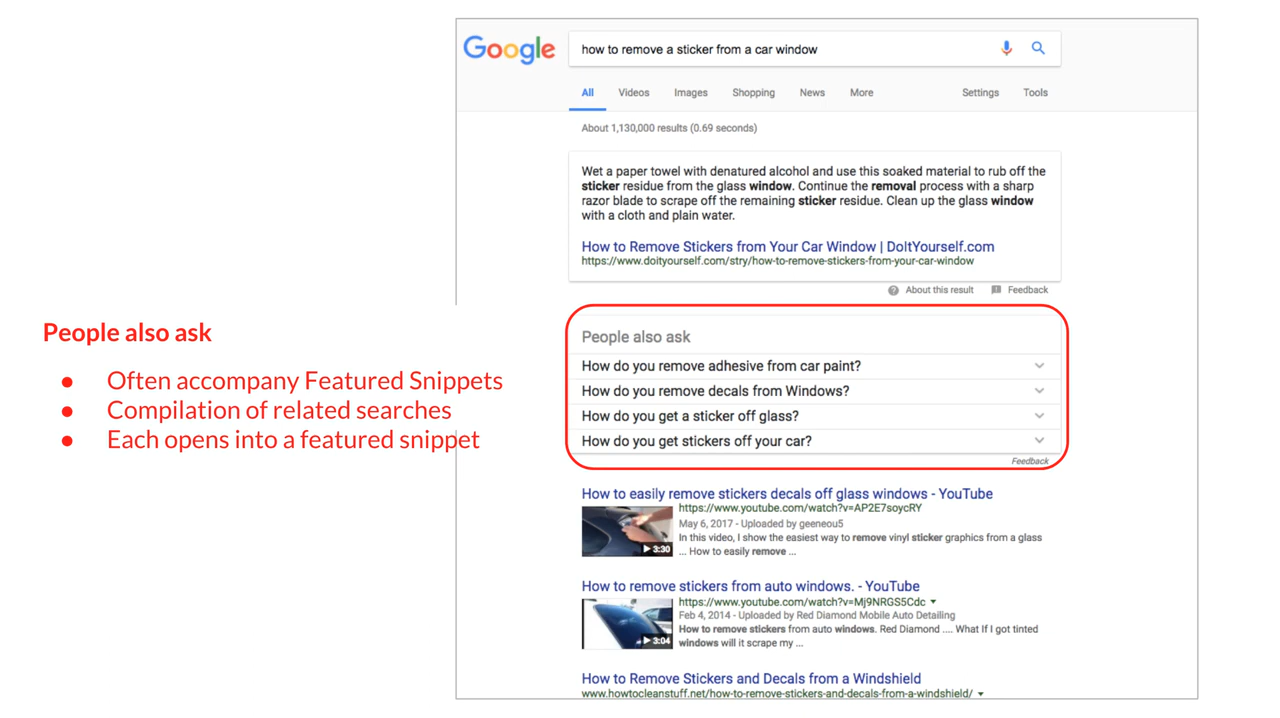 Google
how to remove a sticker from a car window
All Videos Images Shopping News More Settings Tools
About 1,130,000 results (0.69 seconds)
Wet a paper towel with denatured alcohol and use this soaked material to rub off the
sticker residue from the glass window. Continue the removal process with a sharp
razor blade to scrape off the remaining sticker residue. Clean up the glass window
with a cloth and plain water.
How to Remove Stickers from Your Car Window | DoItYourself.com
https://www.doityourself.com/stry/how-to-remove-stickers-from-your-car-window
About this result Feedback
People also ask
● Often accompany Featured Snippets
● Compilation of related searches
● Each opens into a featured snippet
People also ask
How do you remove adhesive from car paint?
How do you remove decals from Windows?
How do you get a sticker off glass?
How do you get stickers off your car?
Feedback
How to easily remove stickers decals off glass windows - YouTube
https://www.youtube.com/watch?v=AP2E7soycRY
May 6, 2017 - Uploaded by geeneou5
In this video, I show the easiest way to remove vinyl sticker graphics from a glass
... How to easily remove ...
3:30
How to remove stickers from auto windows. - YouTube
https://www.youtube.com/watch?v=Mj9NRGS5Cdc
Feb 4, 2014 - Uploaded by Red Diamond Mobile Auto Detailing
How to remove stickers from auto windows. Red Diamond .... What If I got tinted
windows will it scrape my ...
3:04
How to Remove Stickers and Decals from a Windshield
www.howtocleanstuff.net/how-to-remove-stickers-and-decals-from-a-windshield/